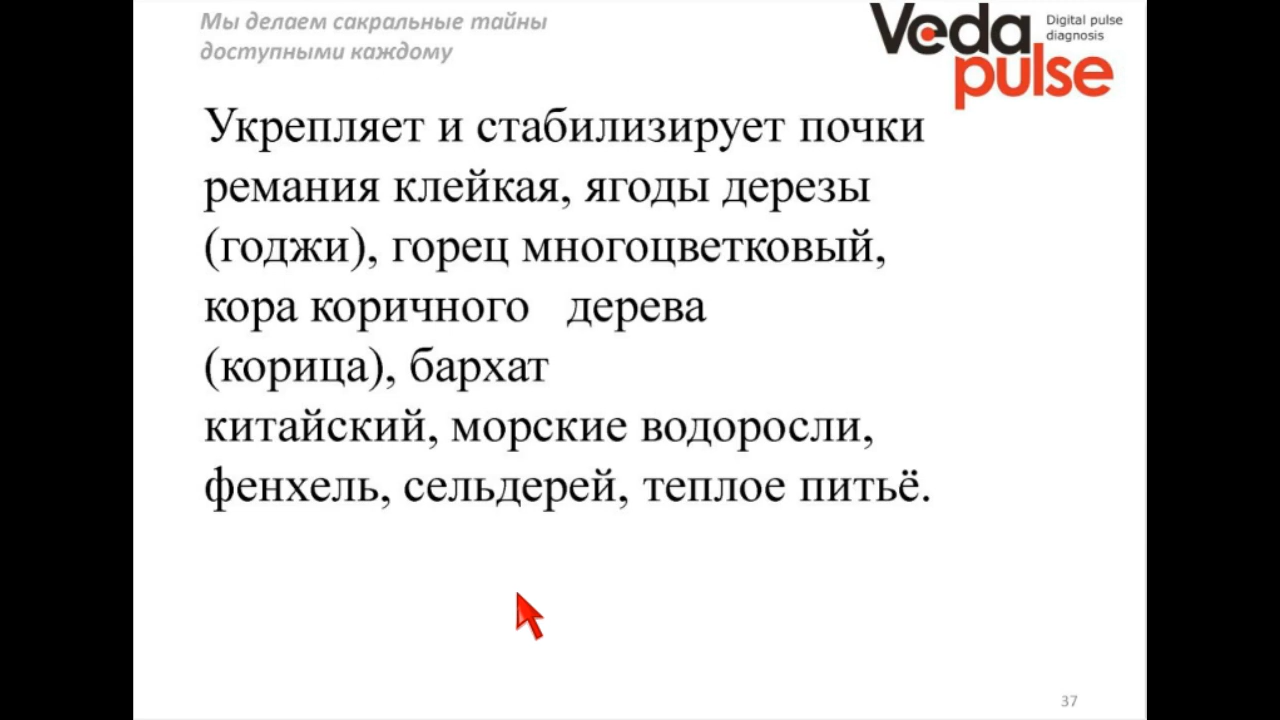 Мы делаем сакральные тайны
доступными каждому
Veda
pulse
Digital pulse
diagnosis
Укрепляет и стабилизирует почки
ремания клейкая, ягоды дерезы
(годжи), горец многоцветковый,
кора коричного дерева
(корица), бархат
китайский, морские водоросли,
фенхель, сельдерей, теплое питьё.
37